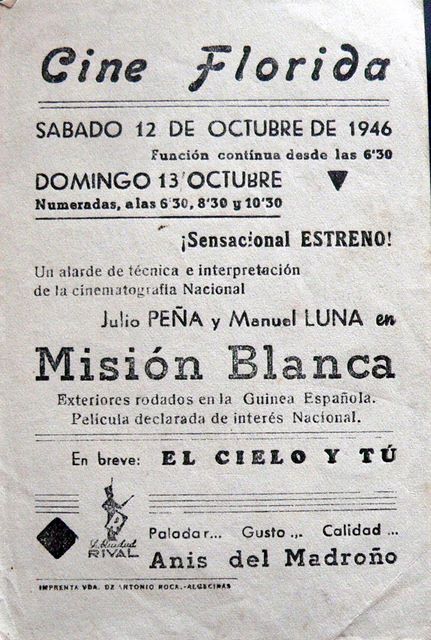 Cine Florida
SABADO 12 DE OCTUBRE DE 1946
Función contínua desde las 6'30
DOMINGO 13 OCTUBRE
Numeradas, a las 6'30, 8'30 y 10'30
¡Sensacional ESTRENO!
Un alarde de técnica e interpretación
de la cinematografía Nacional
Julio PEÑA y Manuel LUNA en
Misión Blanca
Exteriores rodados en la Guinea Española.
Película declarada de interés Nacional.
En breve: EL CIELO Y TÚ
RIVAL
Paladar... Gusto... Calidad...
Anis del Madroño
IMPRENTA VDA. DE ANTONIO ROCA.-ALGECIRAS